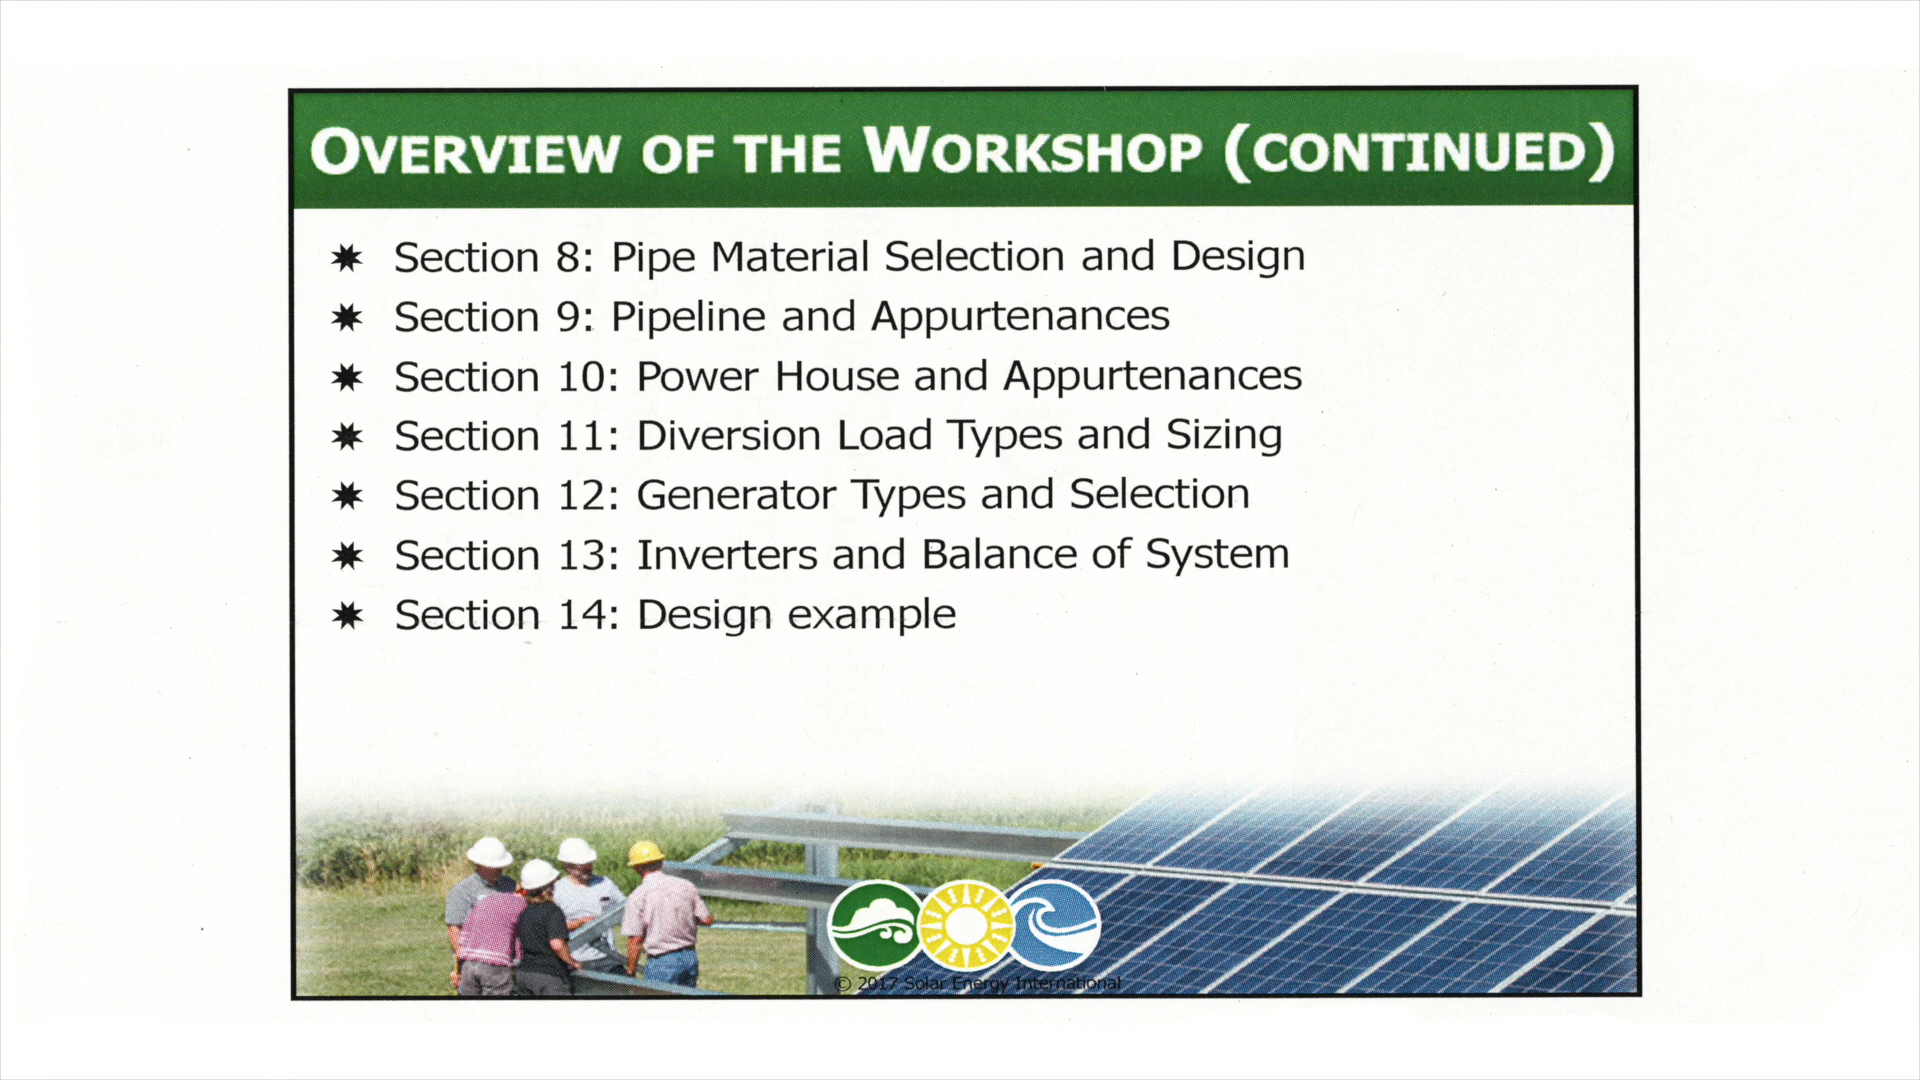 OVERVIEW OF THE WORKSHOP (CONTINUED)
Section 8: Pipe Material Selection and Design
Section 9: Pipeline and Appurtenances
Section 10: Power House and Appurtenances
Section 11: Diversion Load Types and Sizing
Section 12: Generator Types and Selection
Section 13: Inverters and Balance of System
Section 14: Design example
© 2017 Solar Energy International